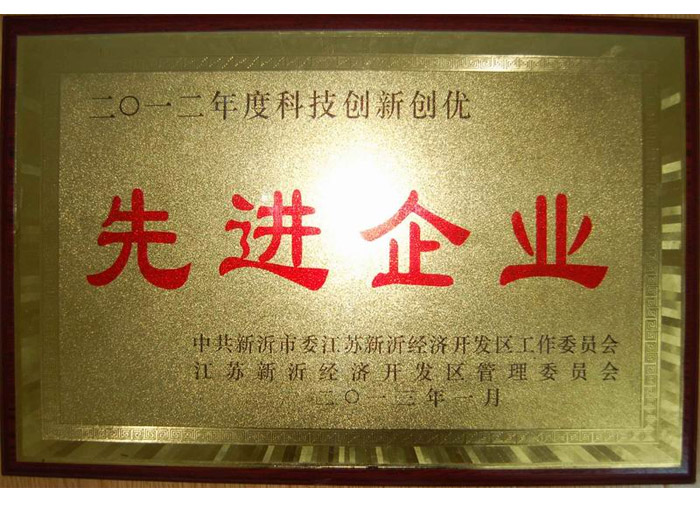 二〇一二年度科技创新创优
先进企业
中共新沂市委江苏新沂经济开发区工作委员会
江苏新沂经济开发区管理委员会
二〇一三年一月